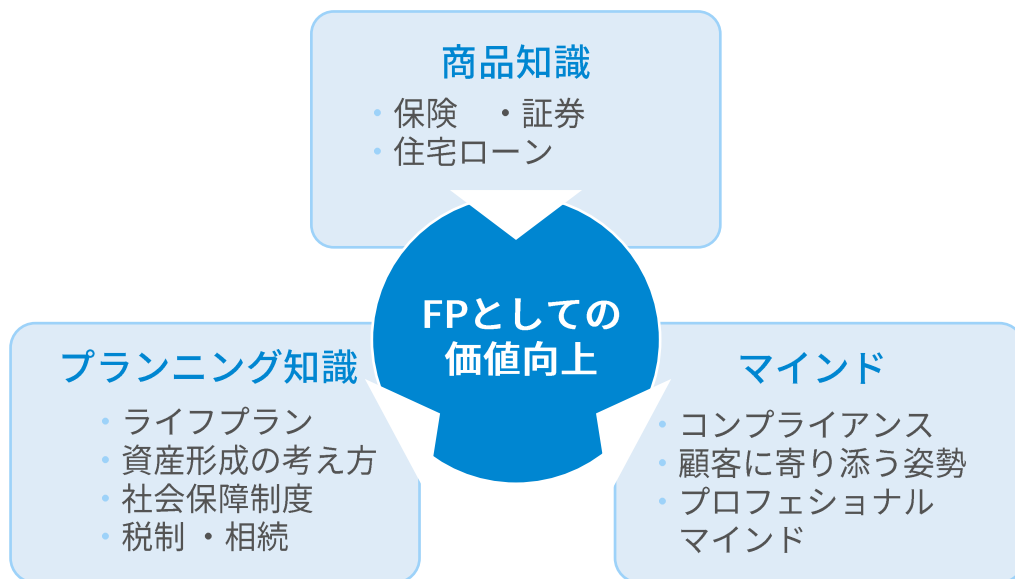 商品知識
・保険　・証券
・住宅ローン
FPとしての
価値向上
プランニング知識
・ライフプラン
・資産形成の考え方
・社会保障制度
・税制 ・相続
マインド
・コンプライアンス
・顧客に寄り添う姿勢
・プロフェショナル
マインド